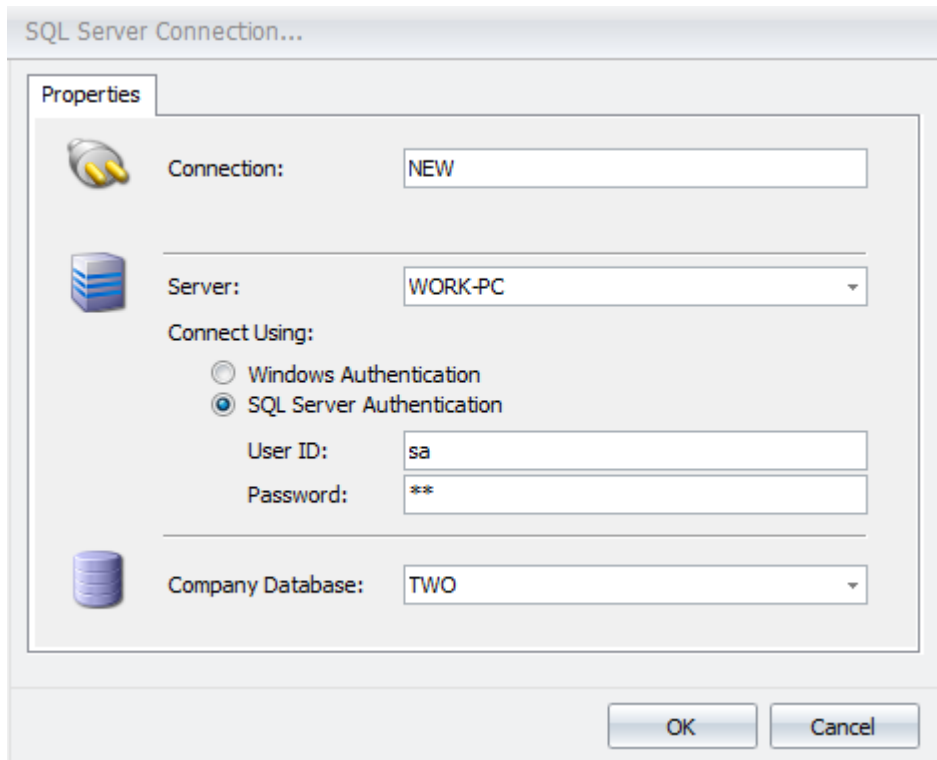 SQL Server Connection...
Properties
Connection: NEW
Server: WORK-PC
Connect Using:
Windows Authentication
SQL Server Authentication
User ID: sa
Password: **
Company Database: TWO
OK Cancel